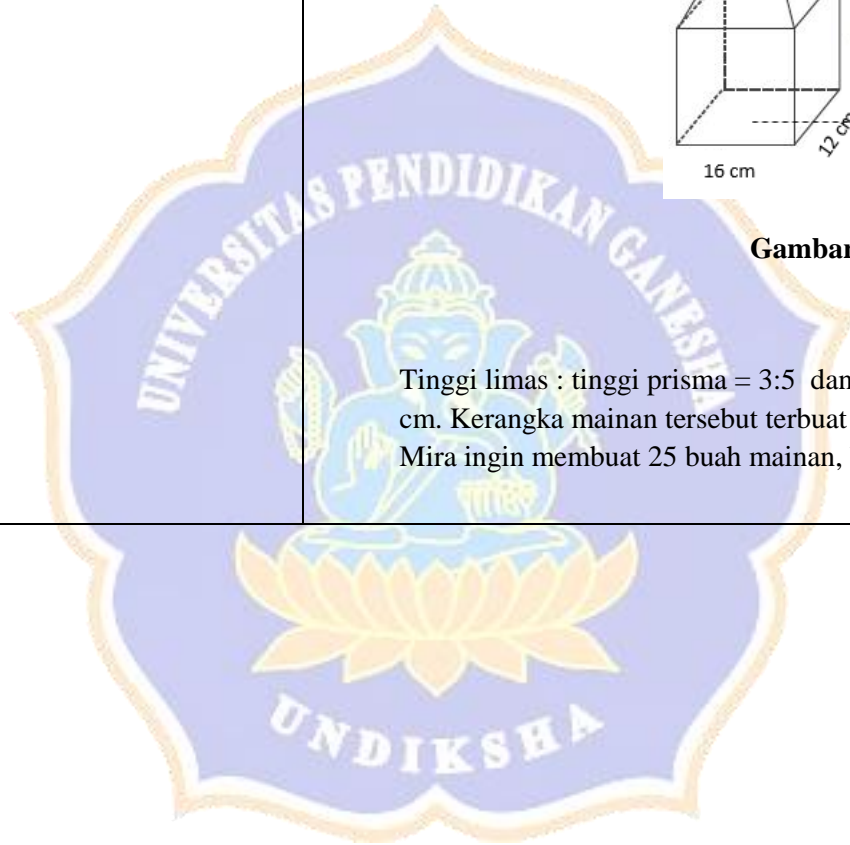 16 cm
12 cm
Gambar
Tinggi limas : tinggi prisma = 3:5 dan
cm. Kerangka mainan tersebut terbuat
Mira ingin membuat 25 buah mainan,
UNIVERSITAS PENDIDIKAN GANESHA
UNDIKSHA